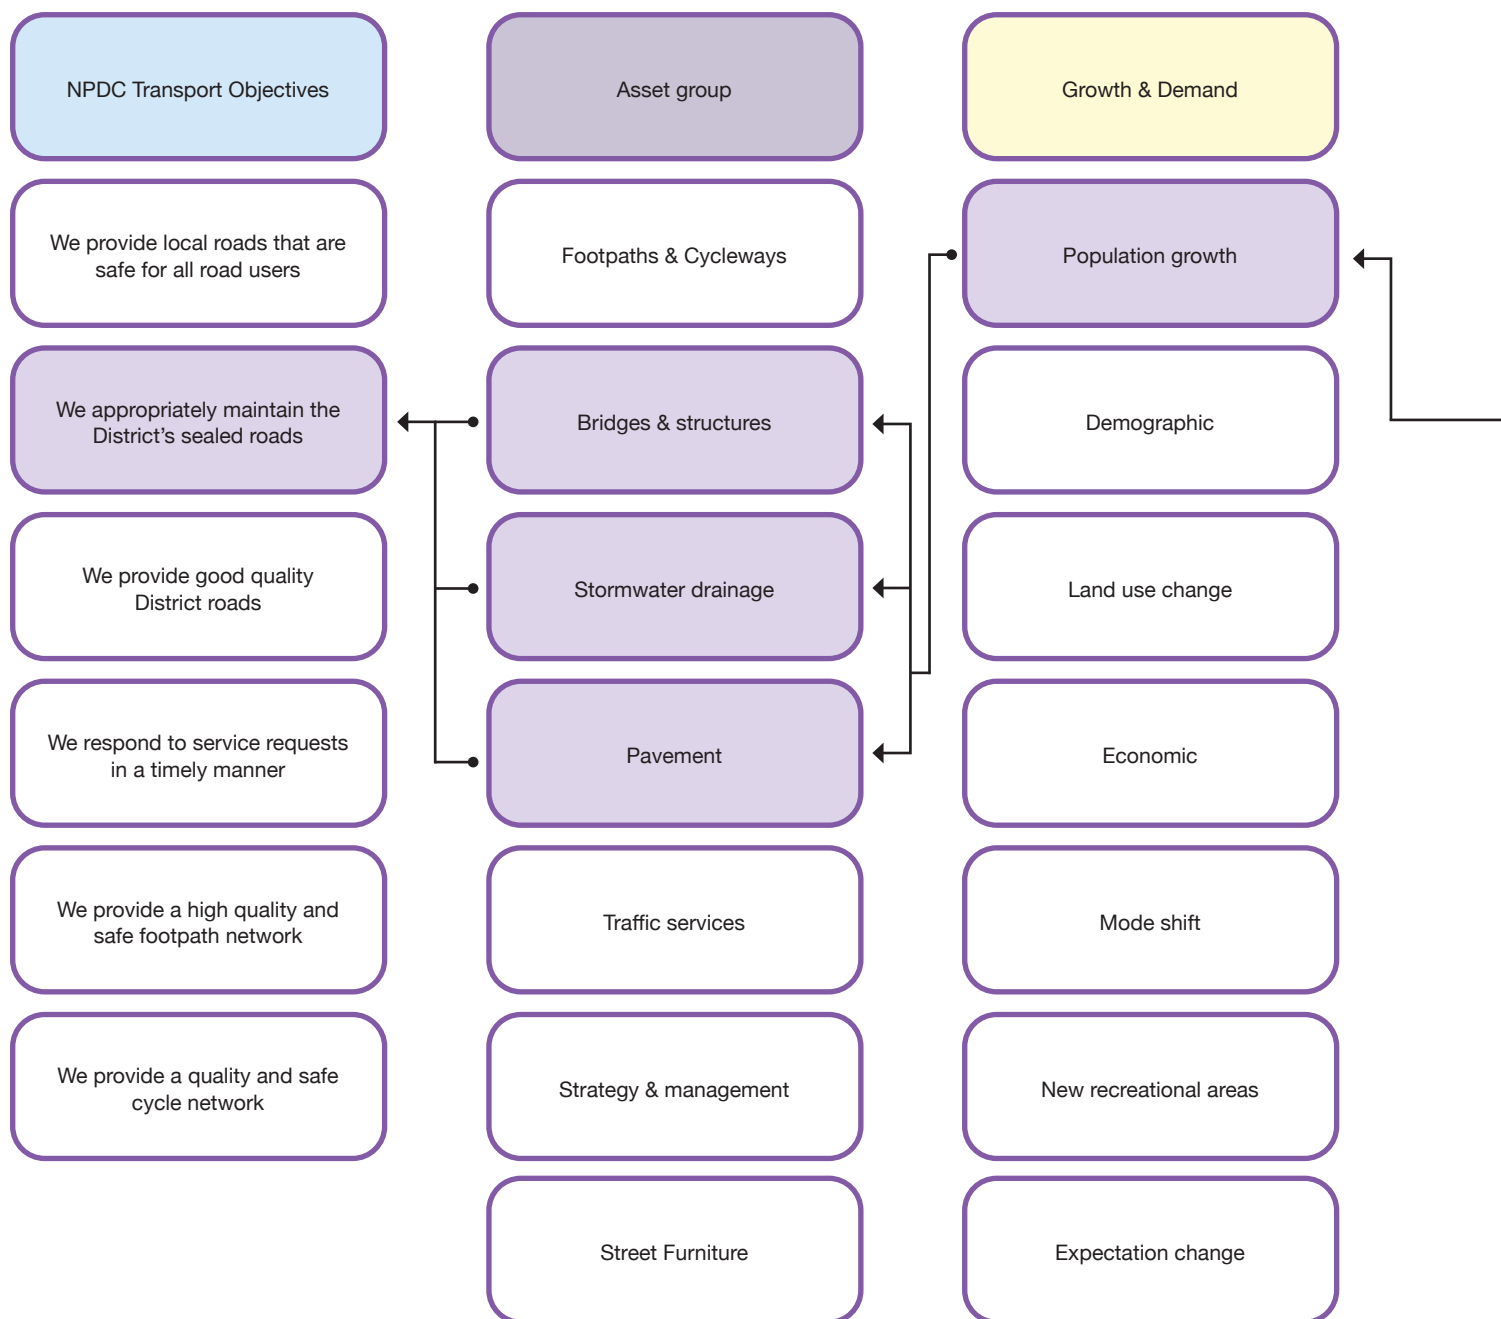 NPDC Transport Objectives
Asset group
Growth & Demand
We provide local roads that are
safe for all road users
Footpaths & Cycleways
Population growth
We appropriately maintain the
District’s sealed roads
Bridges & structures
Demographic
We provide good quality
District roads
Stormwater drainage
Land use change
We respond to service requests
in a timely manner
Pavement
Economic
We provide a high quality and
safe footpath network
Traffic services
Mode shift
We provide a quality and safe
cycle network
Strategy & management
New recreational areas
Street Furniture
Expectation change